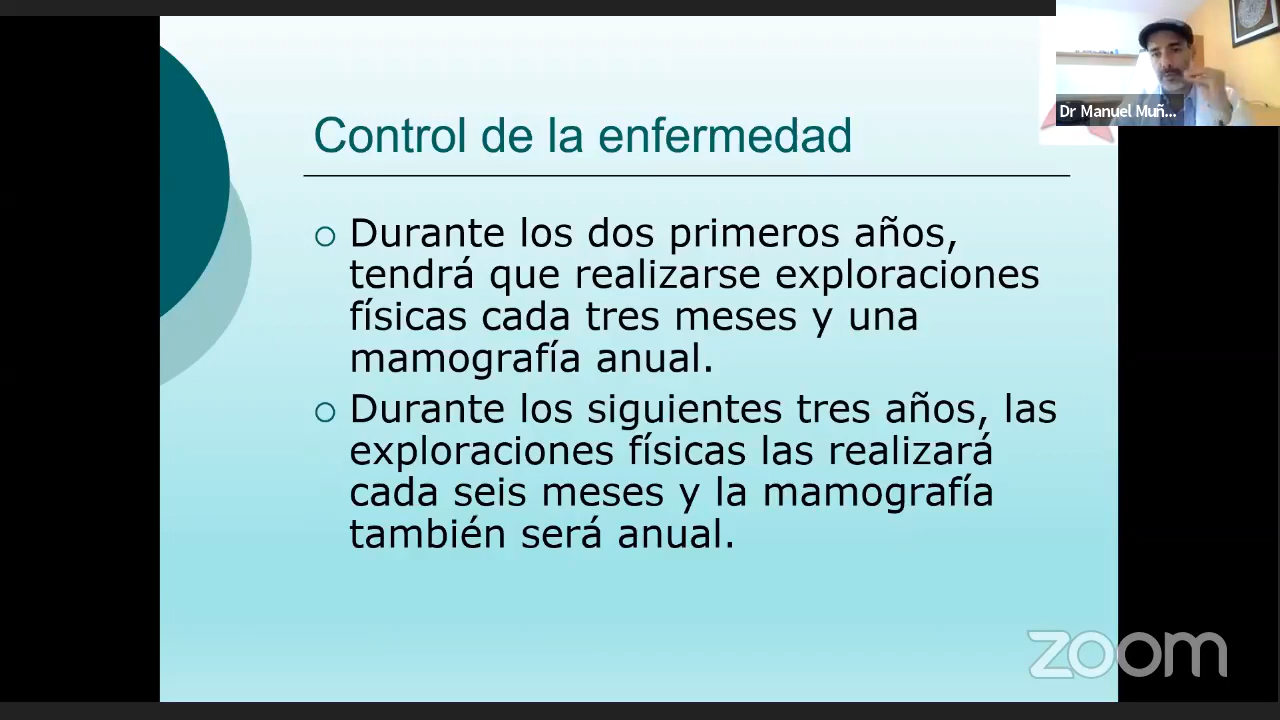 Dr Manuel Muñ...
Control de la enfermedad
Durante los dos primeros años,
tendrá que realizarse exploraciones
físicas cada tres meses y una
mamografía anual.
Durante los siguientes tres años, las
exploraciones físicas las realizará
cada seis meses y la mamografía
también será anual.
zoom